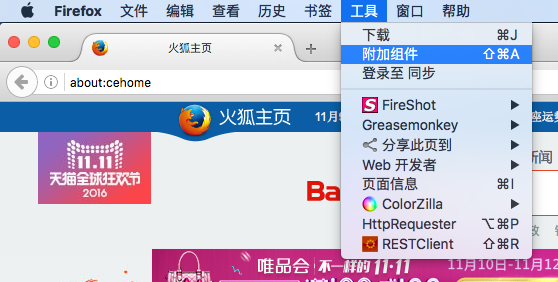 Firefox 文件 编辑 查看 历史 书签 工具 窗口 帮助
火狐主页
about:cehome
下载 ⌘J
附加组件 ⇧⌘A
登录至 同步
FireShot
Greasemonkey
分享此页到
Web 开发者
页面信息 ⌘I
ColorZilla
HttpRequester ⌥⌘P
RESTClient ⇧⌘R
火狐主页
11.11
天猫全球狂欢节
2016
Ba
新闻
唯品会 不一样的11·11
11月10日-11月12